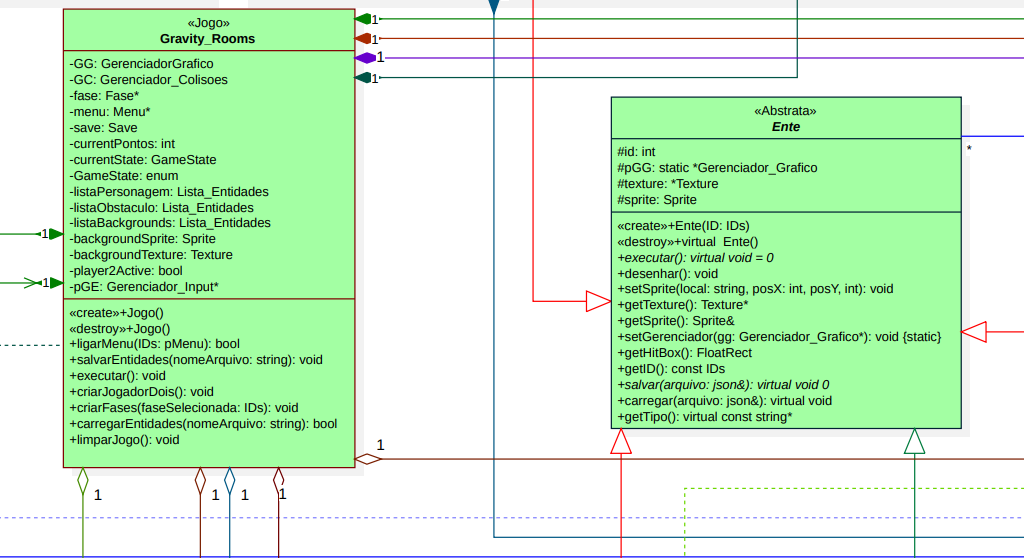 «Jogo»
Gravity_Rooms
-GG: GerenciadorGrafico
-GC: Gerenciador_Colisoes
-fase: Fase*
-menu: Menu*
-save: Save
-currentPontos: int
-currentState: GameState
-GameState: enum
-listaPersonagem: Lista_Entidades
-listaObstaculo: Lista_Entidades
-listaBackgrounds: Lista_Entidades
-backgroundSprite: Sprite
-backgroundTexture: Texture
-player2Active: bool
-pGE: Gerenciador_Input*
«create»+Jogo()
«destroy»+Jogo()
+ligarMenu(IDs: pMenu): bool
+salvarEntidades(nomeArquivo: string): void
+executar(): void
+criarJogadorDois(): void
+criarFases(faseSelecionada: IDs): void
+carregarEntidades(nomeArquivo: string): bool
+limparJogo(): void
1
1
1
1
1
1
1
1
1
1
1
«Abstrata»
Ente
#id: int
#pGG: static *Gerenciador_Grafico
#texture: *Texture
#sprite: Sprite
«create»+Ente(ID: IDs)
«destroy»+virtual  Ente()
+executar(): virtual void = 0
+desenhar(): void
+setSprite(local: string, posX: int, posY, int): void
+getTexture(): Texture*
+getSprite(): Sprite&
+setGerenciador(gg: Gerenciador_Grafico*): void {static}
+getHitBox(): FloatRect
+getID(): const IDs
+salvar(arquivo: json&): virtual void 0
+carregar(arquivo: json&): virtual void
+getTipo(): virtual const string*
*